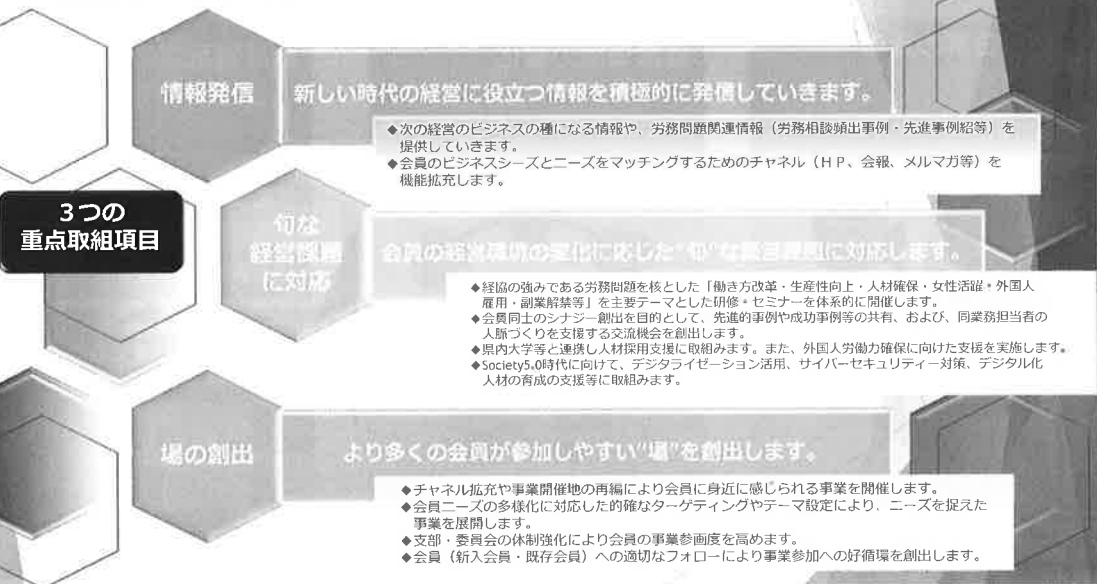 情報発信
新しい時代の経営に役立つ情報を積極的に発信していきます。
◆次の経営のビジネスの種になる情報や、労務問題関連情報（労務相談頻出事例・先進事例紹等）を
提供していきます。
◆会員のビジネスシーズとニーズをマッチングするためのチャネル（ＨＰ、会報、メルマガ等）を
機能拡充します。
３つの
重点取組項目
旬な
経営課題
に対応
会員の経営環境の変化に応じた“旬”な経営課題に対応します。
◆経協の強みである労務問題を核とした「働き方改革・生産性向上・人材確保・女性活躍・外国人
雇用・副業解禁等」を主要テーマとした研修・セミナーを体系的に開催します。
◆会員同士のシナジー創出を目的として、先進的事例や成功事例等の共有、および、同業務担当者の
人脈づくりを支援する交流機会を創出します。
◆県内大学等と連携し人材採用支援に取組みます。また、外国人労働力確保に向けた支援を実施します。
◆Society5.0時代に向けて、デジタライゼーション活用、サイバーセキュリティー対策、デジタル化
人材の育成の支援等に取組みます。
場の創出
より多くの会員が参加しやすい“場”を創出します。
◆チャネル拡充や事業開催地の再編により会員に身近に感じられる事業を開催します。
◆会員ニーズの多様化に対応した的確なターゲティングやテーマ設定により、ニーズを捉えた
事業を展開します。
◆支部・委員会の体制強化により会員の事業参画度を高めます。
◆会員（新入会員・既存会員）への適切なフォローにより事業参加への好循環を創出します。